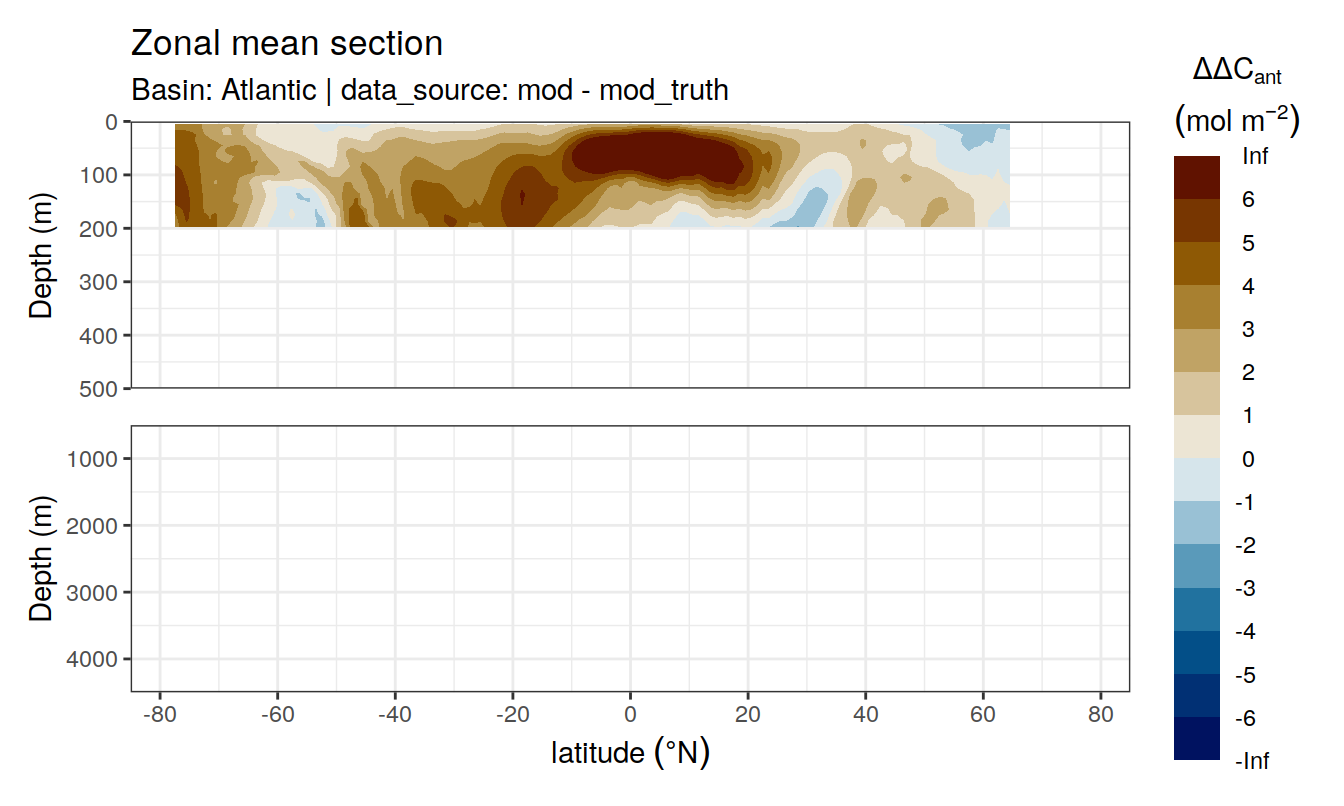 Zonal mean section
Basin: Atlantic | data_source: mod - mod_truth
ΔΔC_ant
(mol m⁻²)
Inf
6
5
4
3
2
1
0
-1
-2
-3
-4
-5
-6
-Inf
Depth (m)
0
100
200
300
400
500
Depth (m)
1000
2000
3000
4000
-80 -60 -40 -20 0 20 40 60 80
latitude (°N)